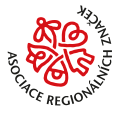 ASOCIACE REGIONÁLNÍCH ZNAČEK